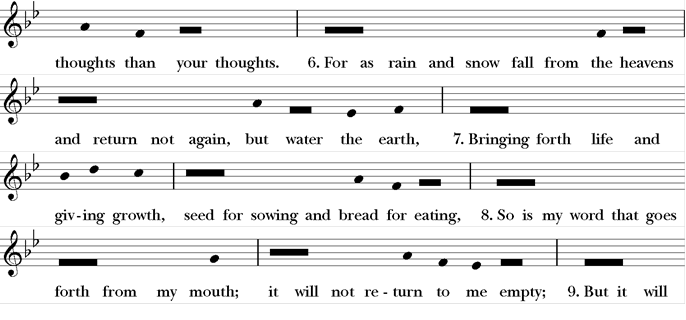 thoughts than your thoughts. 6. For as rain and snow fall from the heavens
and return not again, but water the earth, 7. Bringing forth life and
giv-ing growth, seed for sowing and bread for eating, 8. So is my word that goes
forth from my mouth; it will not re - turn to me empty; 9. But it will